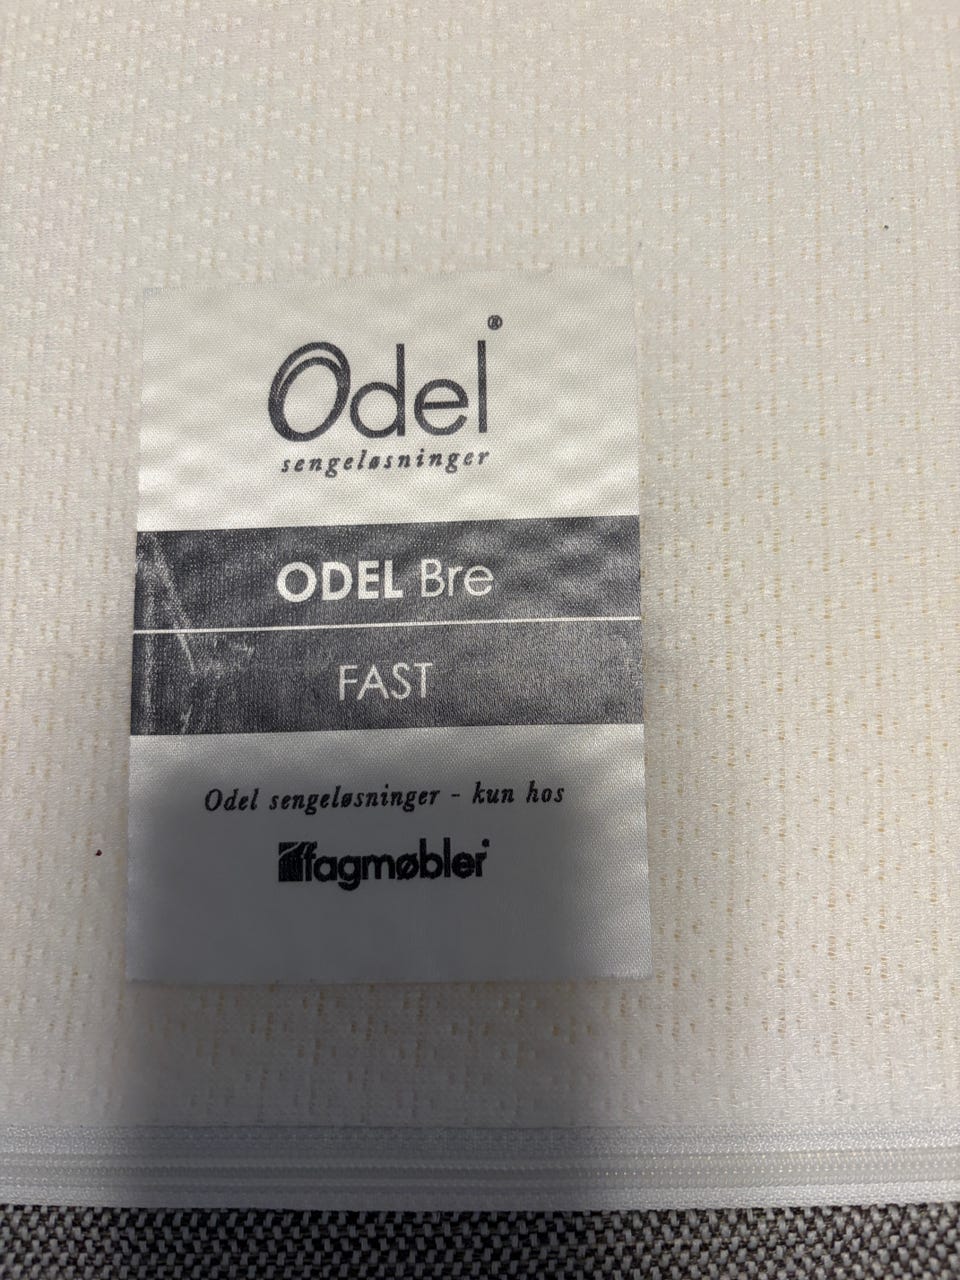 Odel®
sengeløsninger
ODEL Bre
FAST
Odel sengeløsninger - kun hos
fagmøbler